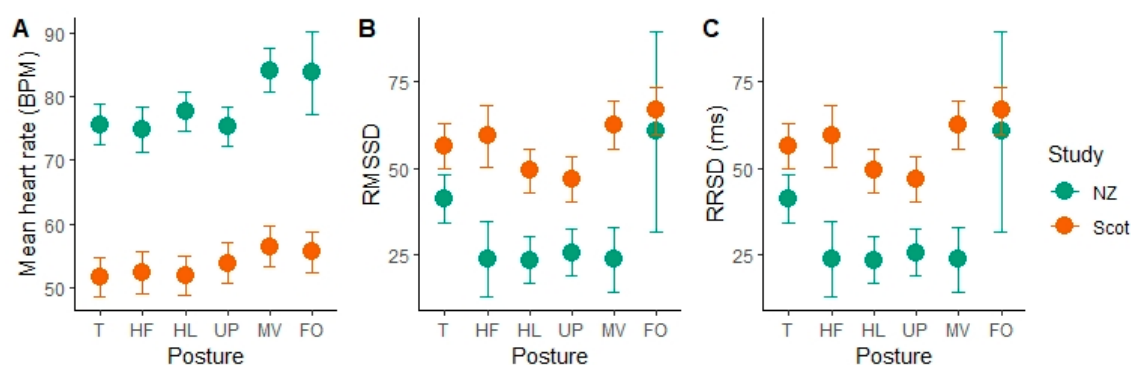 A
Mean heart rate (BPM)
90
80
70
60
50
T HF HL UP MV FO
Posture
B
RMSSD
75
50
25
T HF HL UP MV FO
Posture
C
RRSD (ms)
75
50
25
T HF HL UP MV FO
Posture
Study
NZ
Scot